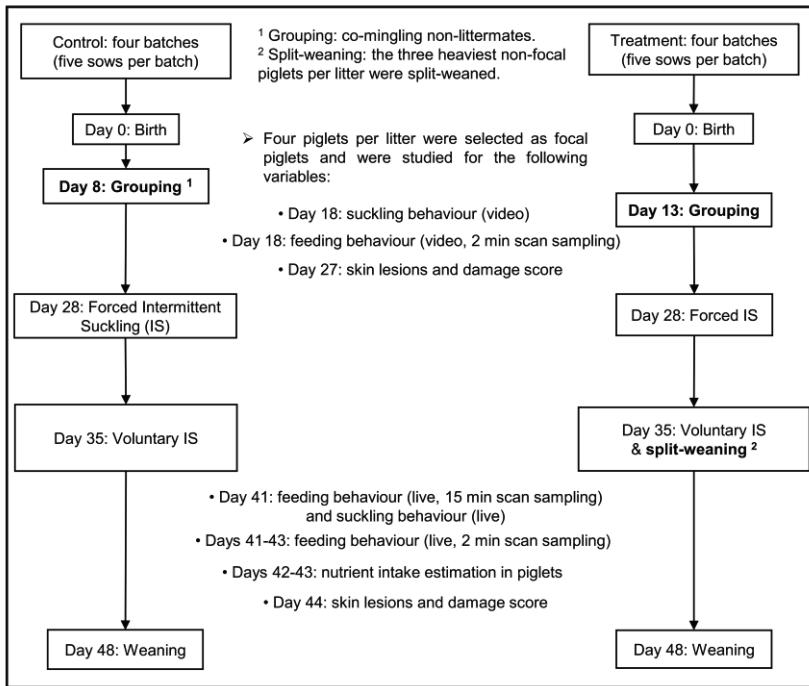 Control: four batches
(five sows per batch)
Day 0: Birth
Day 8: Grouping 1
Day 28: Forced Intermittent
Suckling (IS)
Day 35: Voluntary IS
Day 48: Weaning
1 Grouping: co-mingling non-littermates.
2 Split-weaning: the three heaviest non-focal
piglets per litter were split-weaned.
➢ Four piglets per litter were selected as focal
piglets and were studied for the following
variables:
• Day 18: suckling behaviour (video)
• Day 18: feeding behaviour (video, 2 min scan sampling)
• Day 27: skin lesions and damage score
• Day 41: feeding behaviour (live, 15 min scan sampling)
and suckling behaviour (live)
• Days 41-43: feeding behaviour (live, 2 min scan sampling)
• Days 42-43: nutrient intake estimation in piglets
• Day 44: skin lesions and damage score
Treatment: four batches
(five sows per batch)
Day 0: Birth
Day 13: Grouping
Day 28: Forced IS
Day 35: Voluntary IS
& split-weaning 2
Day 48: Weaning